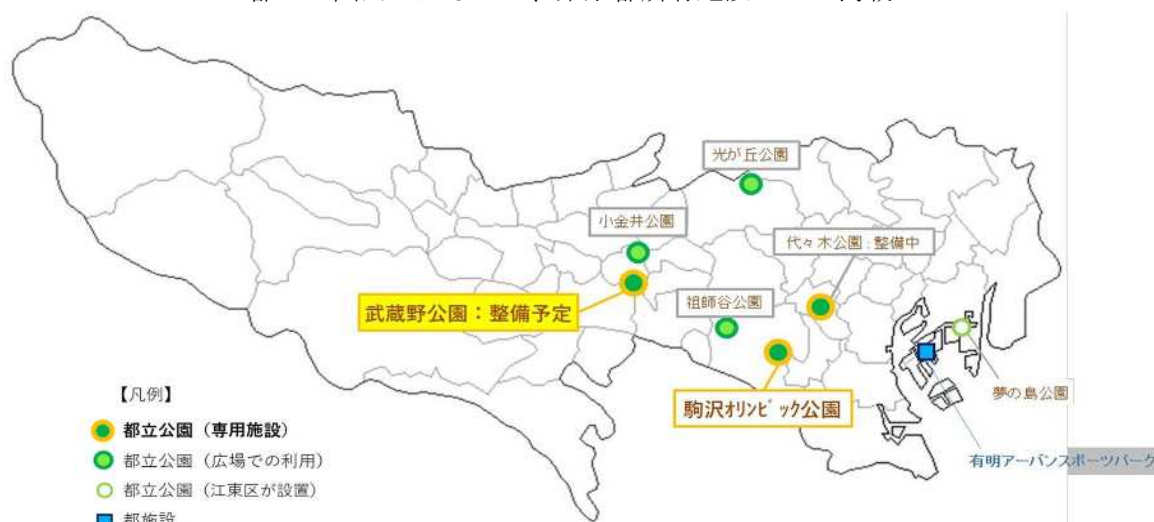 光が丘公園
小金井公園
代々木公園:整備中
武蔵野公園:整備予定
祖師谷公園
駒沢オリンピック公園
夢の島公園
有明アーバンスポーツパーク
【凡例】
都立公園(専用施設)
都立公園(広場での利用)
都立公園(江東区が設置)
都施設